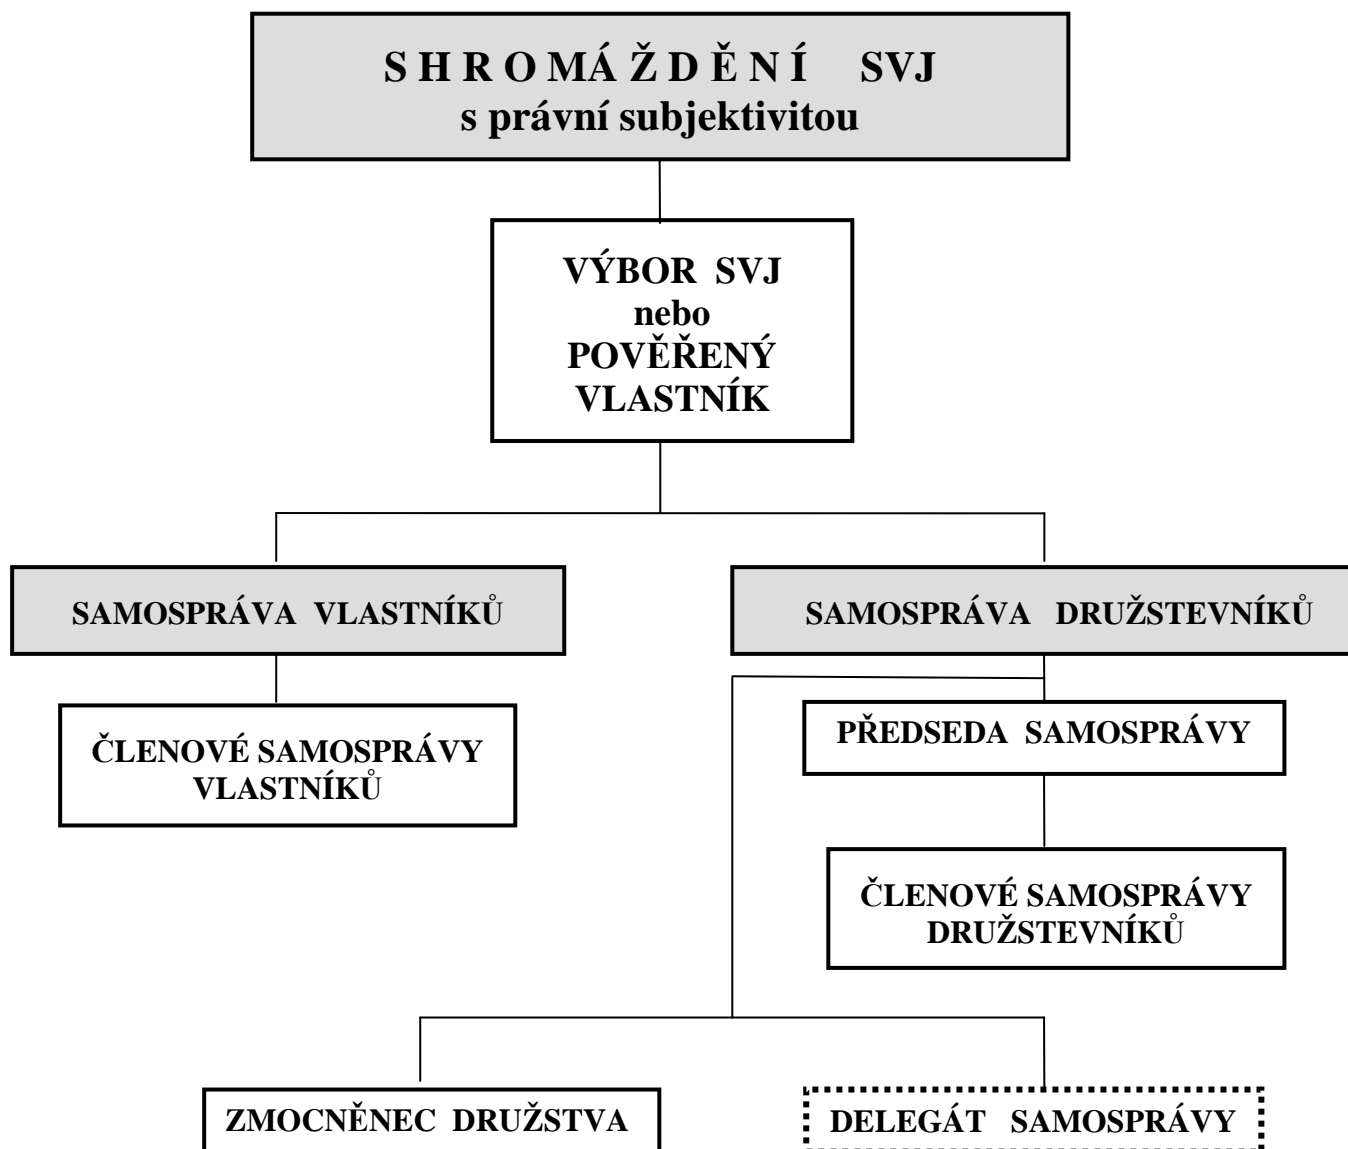 S H R O MÁ Ž D Ě N Í SVJ
s právní subjektivitou
VÝBOR SVJ
nebo
POVĚŘENÝ
VLASTNÍK
SAMOSPRÁVA VLASTNÍKŮ
SAMOSPRÁVA DRUŽSTEVNÍKŮ
ČLENOVÉ SAMOSPRÁVY
VLASTNÍKŮ
PŘEDSEDA SAMOSPRÁVY
ČLENOVÉ SAMOSPRÁVY
DRUŽSTEVNÍKŮ
ZMOCNĚNEC DRUŽSTVA
DELEGÁT SAMOSPRÁVY